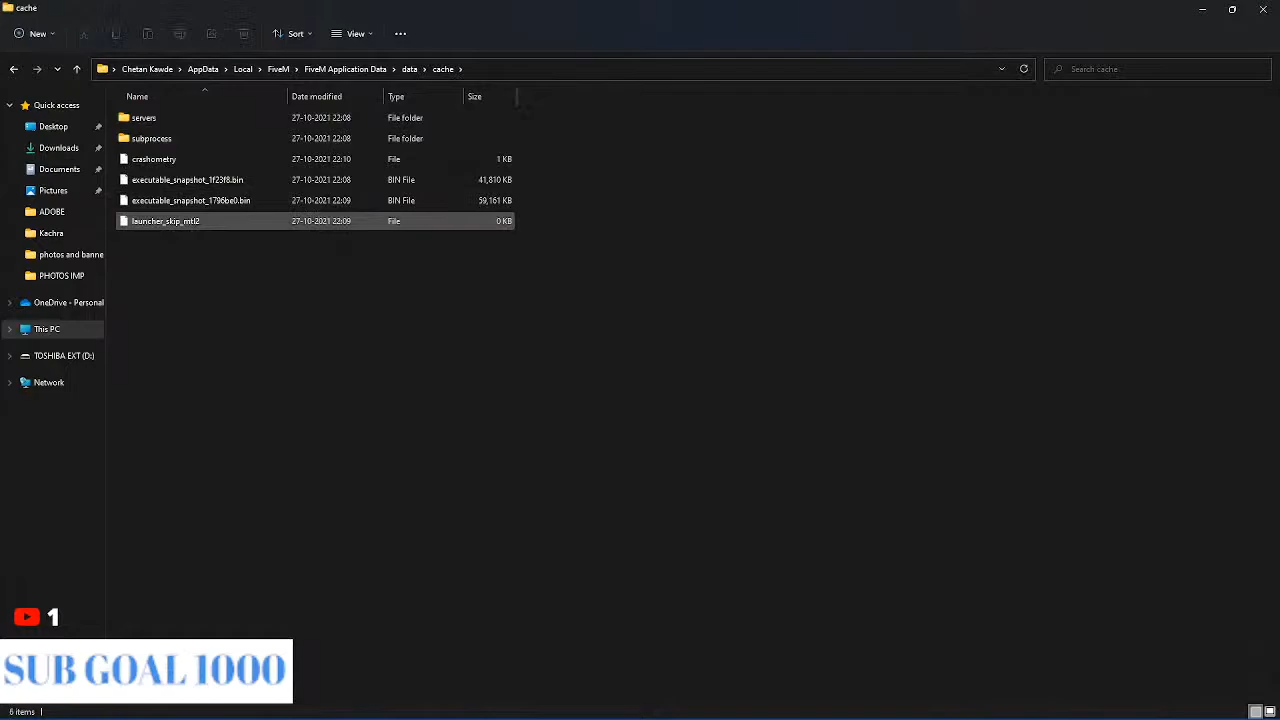 cache
New
Sort
View
Chetan Kawde > AppData > Local > FiveM > FiveM Application Data > data > cache >
Search cache
Name Date modified Type Size
Quick access
Desktop
Downloads
Documents
Pictures
ADOBE
Kachra
photos and banne
PHOTOS IMP
OneDrive - Personal
This PC
TOSHIBA EXT (D:)
Network
servers 27-10-2021 22:08 File folder
subprocess 27-10-2021 22:08 File folder
crashometry 27-10-2021 22:10 File 1 KB
executable_snapshot_1f23f8.bin 27-10-2021 22:08 BIN File 41,810 KB
executable_snapshot_1796be0.bin 27-10-2021 22:09 BIN File 59,161 KB
launcher_skip_mtl2 27-10-2021 22:09 File 0 KB
1
SUB GOAL 1000
6 items